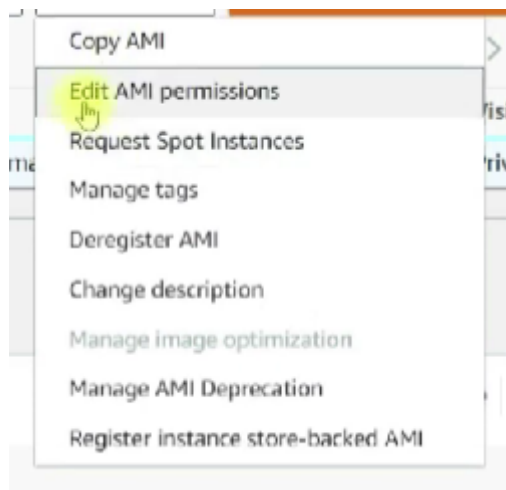 Copy AMI
Edit AMI permissions
Request Spot Instances
Manage tags
Deregister AMI
Change description
Manage image optimization
Manage AMI Deprecation
Register instance store-backed AMI